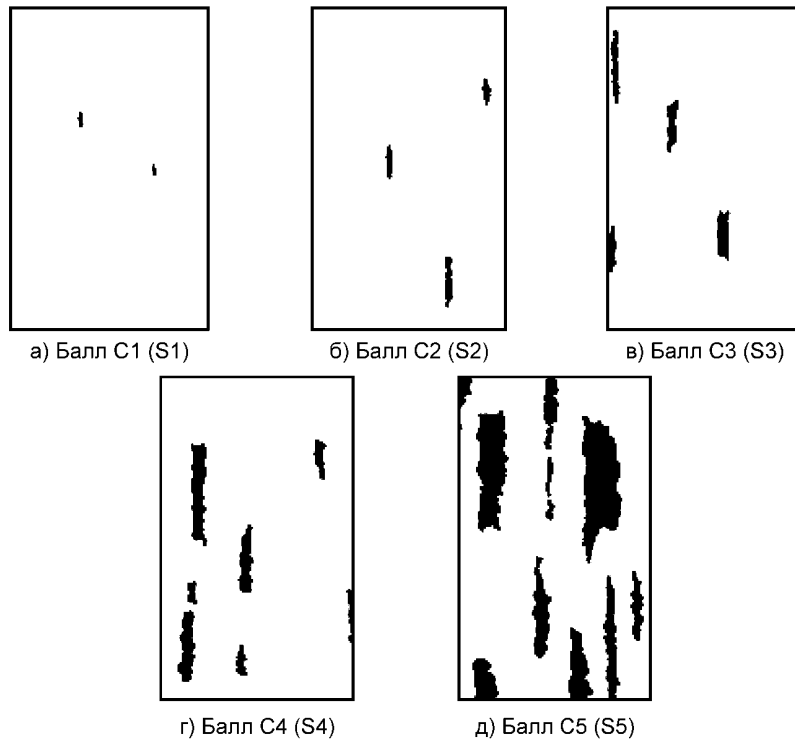 а) Балл С1 (S1)
б) Балл С2 (S2)
в) Балл С3 (S3)
г) Балл С4 (S4)
д) Балл С5 (S5)